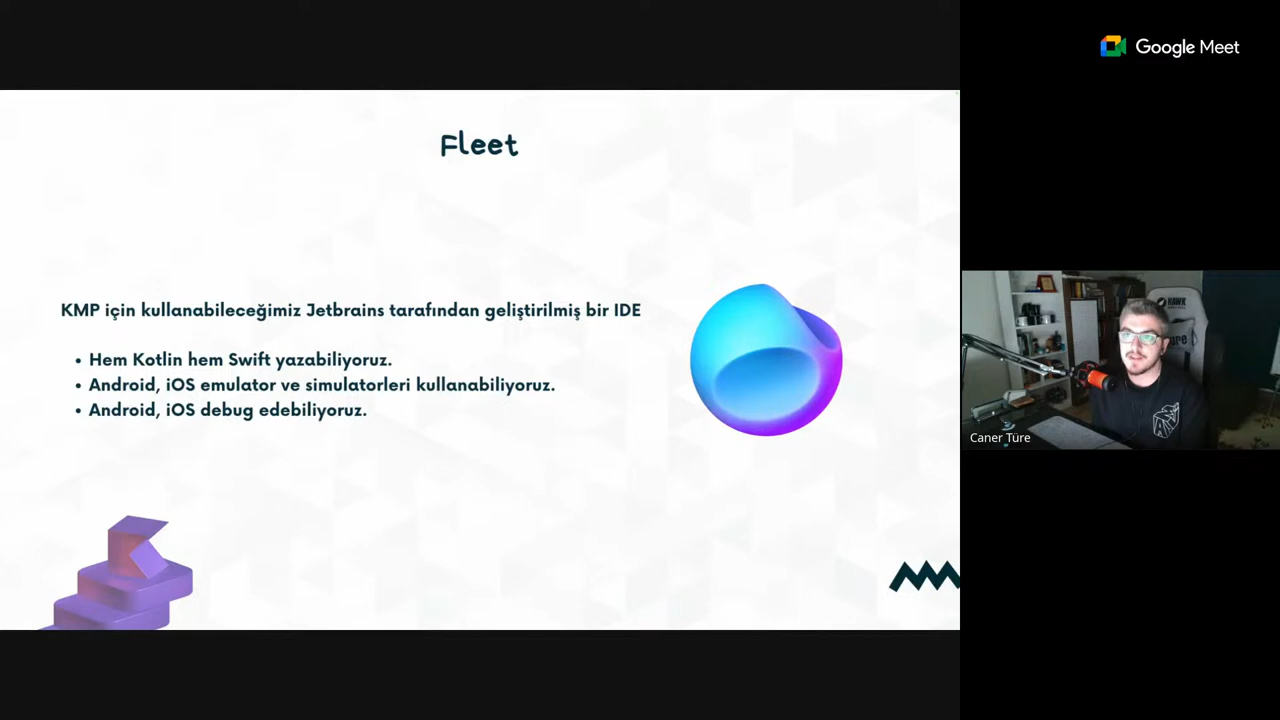 Google Meet
Fleet
KMP için kullanabileceğimiz Jetbrains tarafından geliştirilmiş bir IDE
• Hem Kotlin hem Swift yazabiliyoruz.
• Android, iOS emulator ve simulatorleri kullanabiliyoruz.
• Android, iOS debug edebiliyoruz.
HAWK
Caner Türe